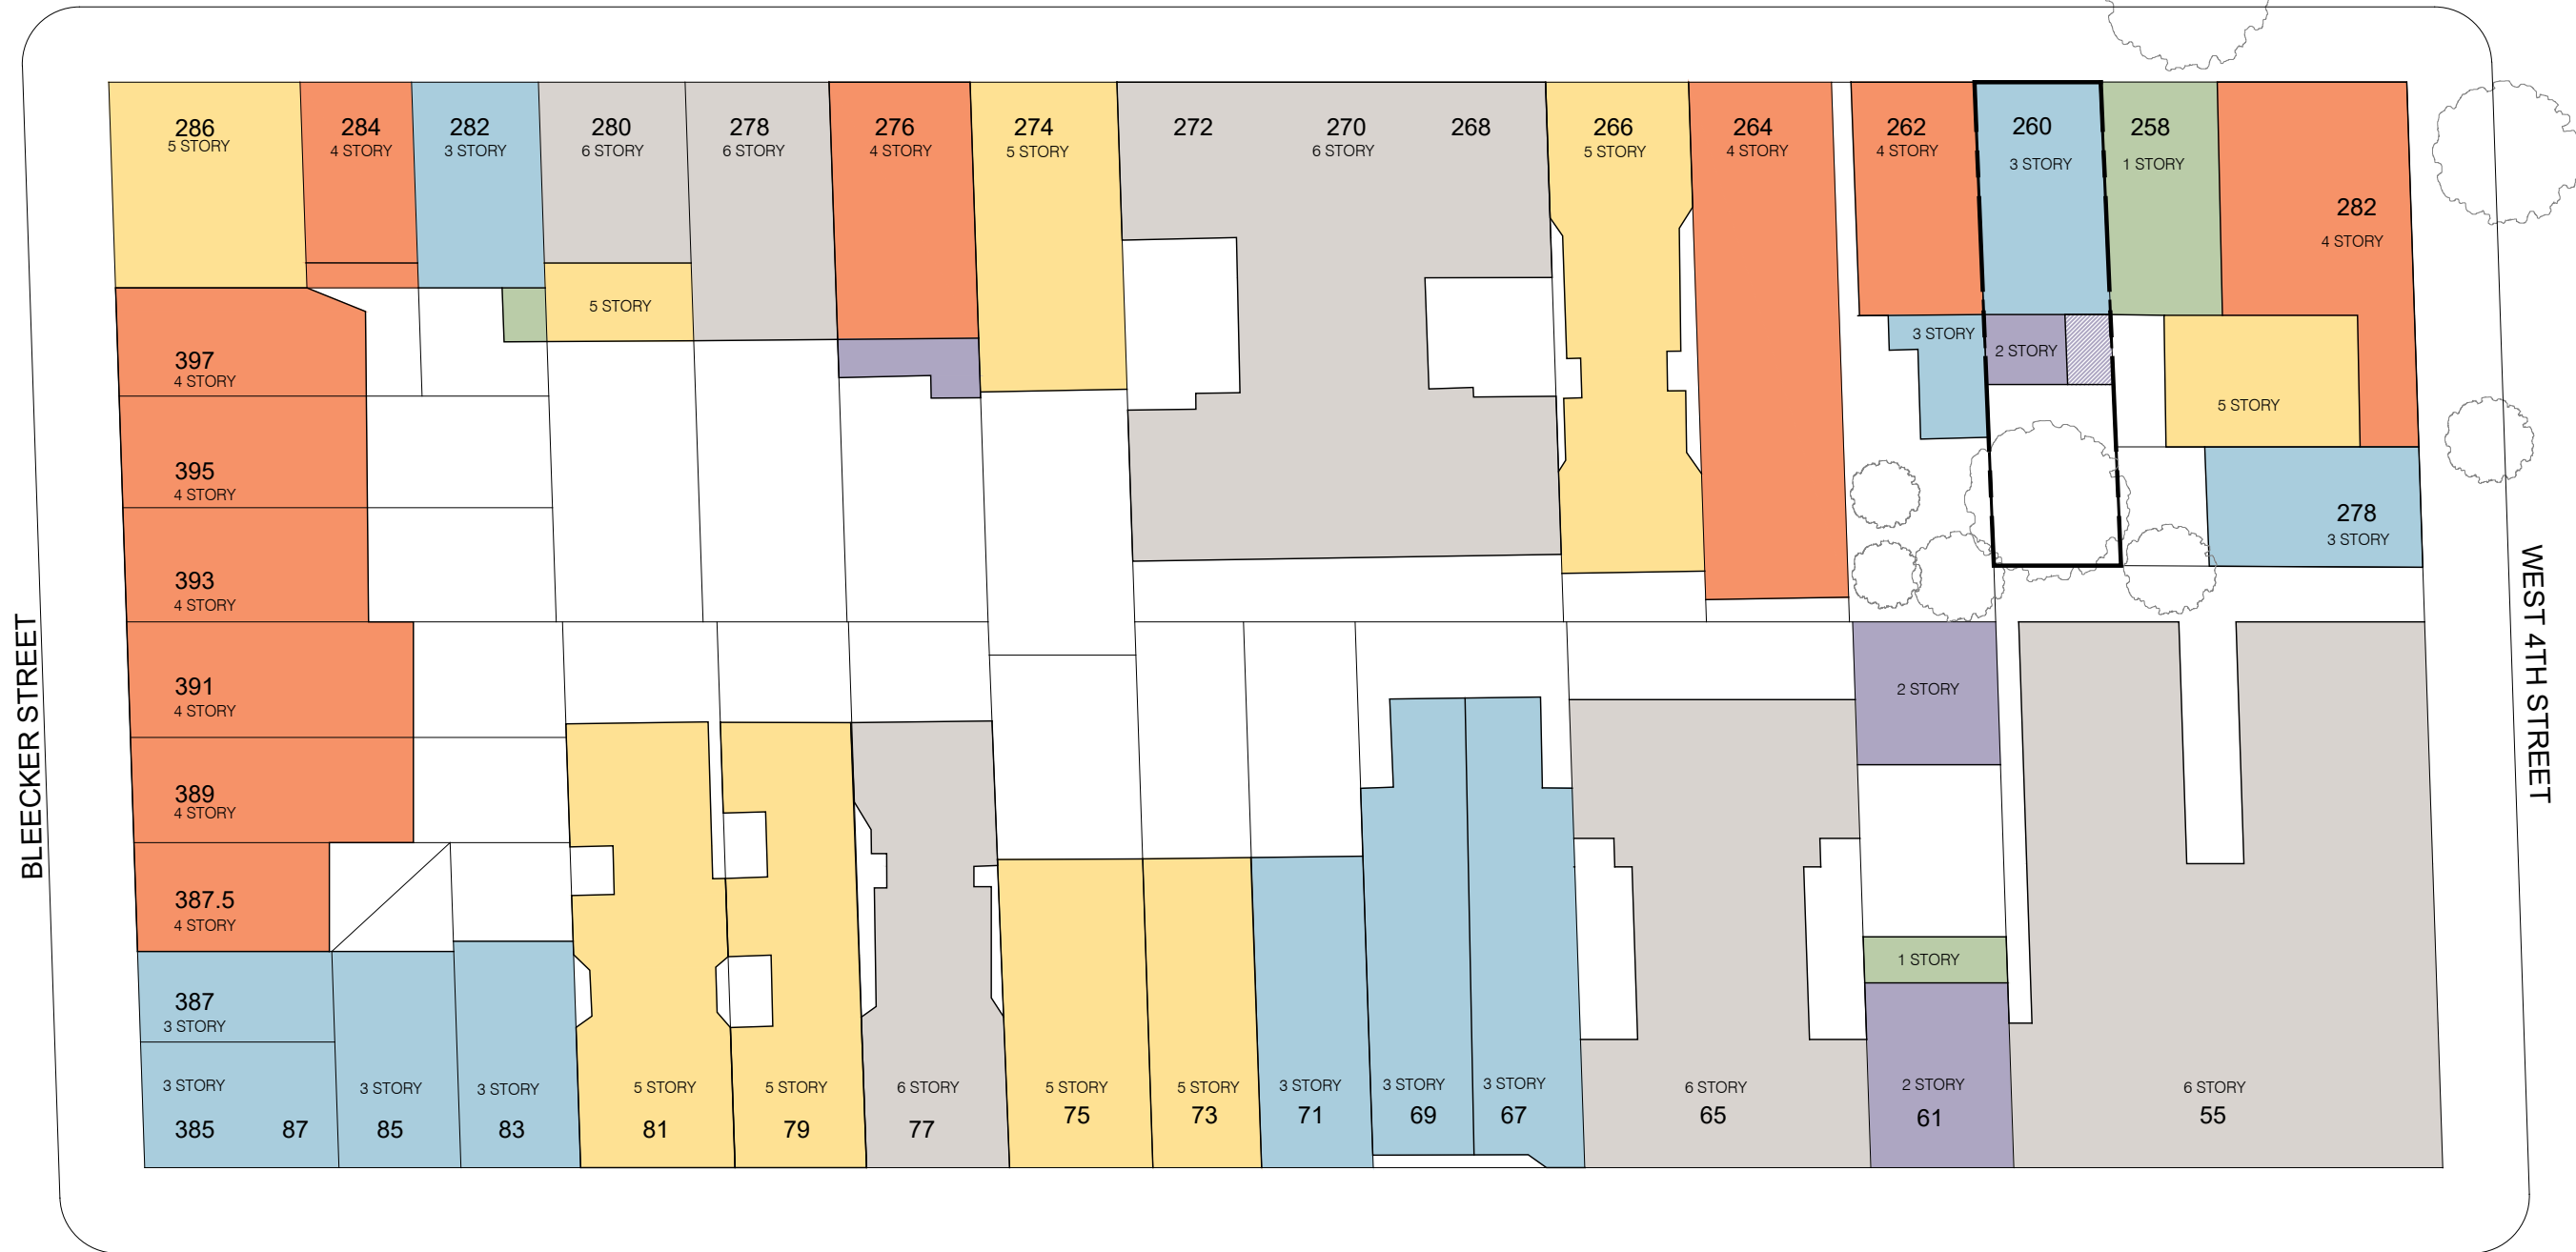 286
5 STORY
284
4 STORY
282
3 STORY
280
6 STORY
278
6 STORY
276
4 STORY
274
5 STORY
272
270
6 STORY
268
266
5 STORY
264
4 STORY
262
4 STORY
260
3 STORY
258
1 STORY
282
4 STORY
5 STORY
3 STORY
2 STORY
5 STORY
278
3 STORY
397
4 STORY
395
4 STORY
393
4 STORY
391
4 STORY
389
4 STORY
387.5
4 STORY
387
3 STORY
BLEECKER STREET
WEST 4TH STREET
2 STORY
1 STORY
3 STORY
385
87
3 STORY
85
3 STORY
83
5 STORY
81
5 STORY
79
6 STORY
77
5 STORY
75
5 STORY
73
3 STORY
71
3 STORY
69
3 STORY
67
6 STORY
65
2 STORY
61
6 STORY
55